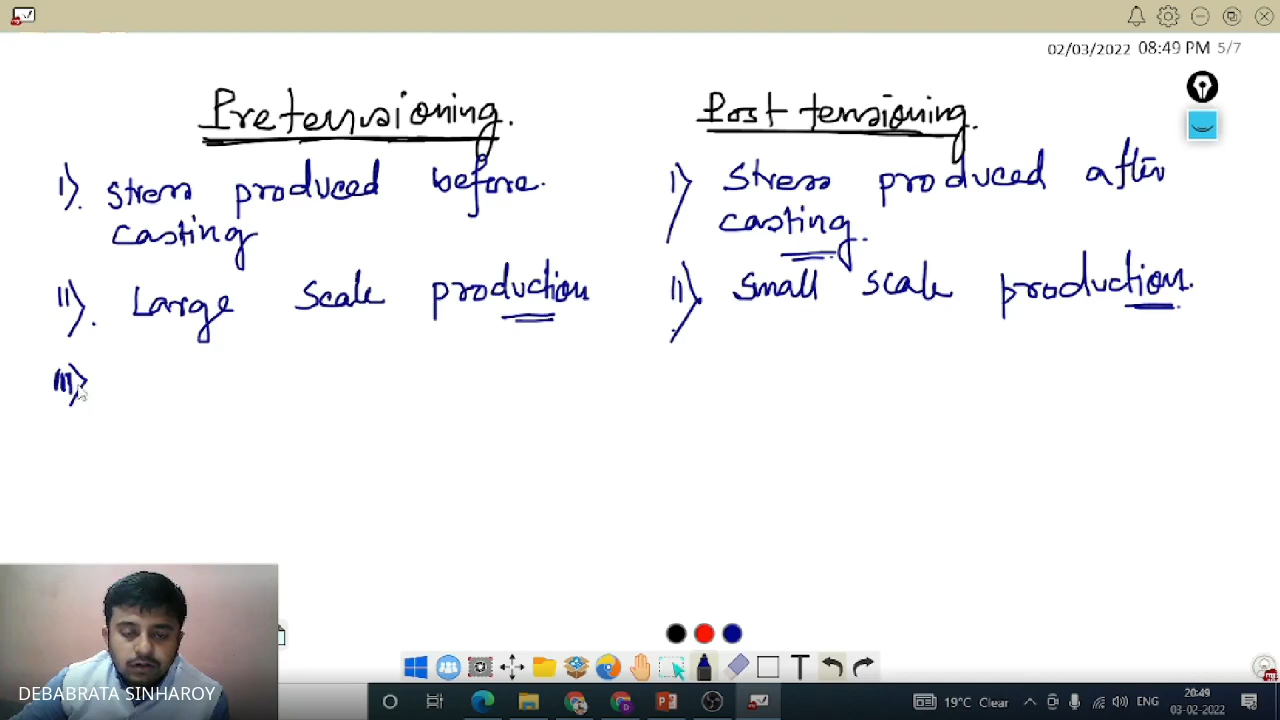 02/03/2022 08:49 PM 5/7
Pretensioning.
Post tensioning.
I). Stress produced before.
casting
I) Stress produced after
casting.
II). Large Scale production
II). Small scale production.
III)
DEBABRATA SINHAROY
T
19°C Clear
ENG
20:49
03-02-2022